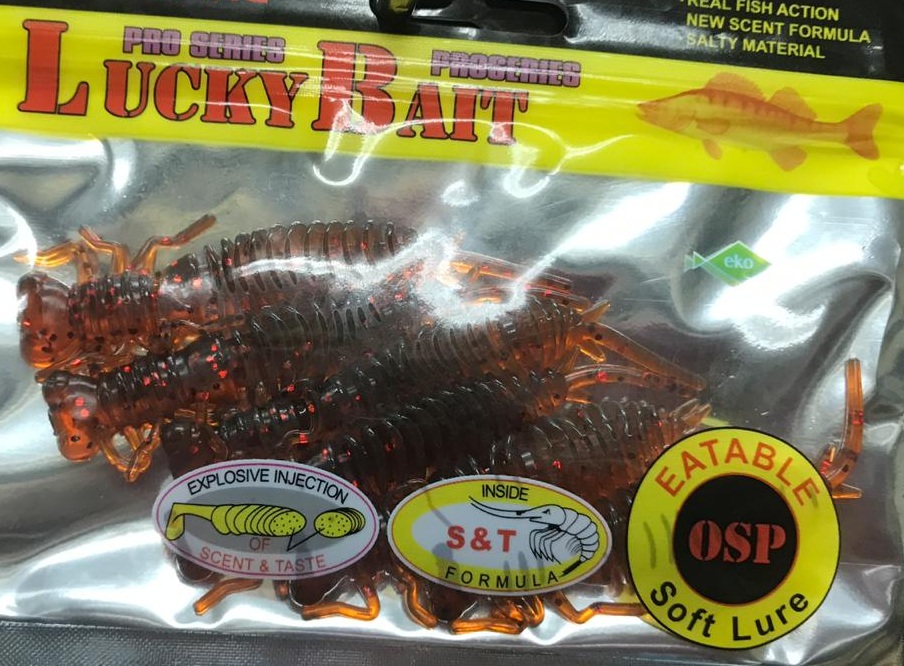 REAL FISH ACTION
NEW SCENT FORMULA
SALTY MATERIAL
PRO SERIES PROSERIES
LUCKY BAIT
eko
EXPLOSIVE INJECTION
OF
SCENT & TASTE
INSIDE
S&T
FORMULA
EATABLE
OSP
Soft Lure